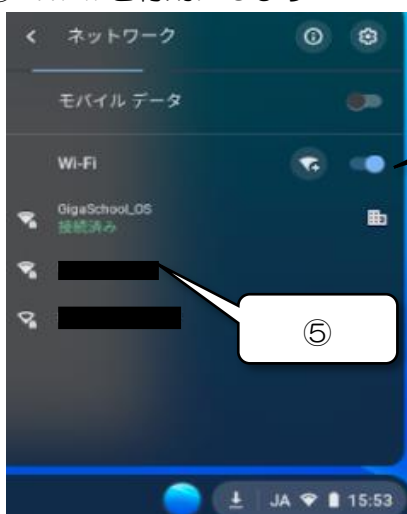 ネットワーク
モバイル データ
Wi-Fi
GigaSchool_OS
接続済み
⑤
JA 15:53